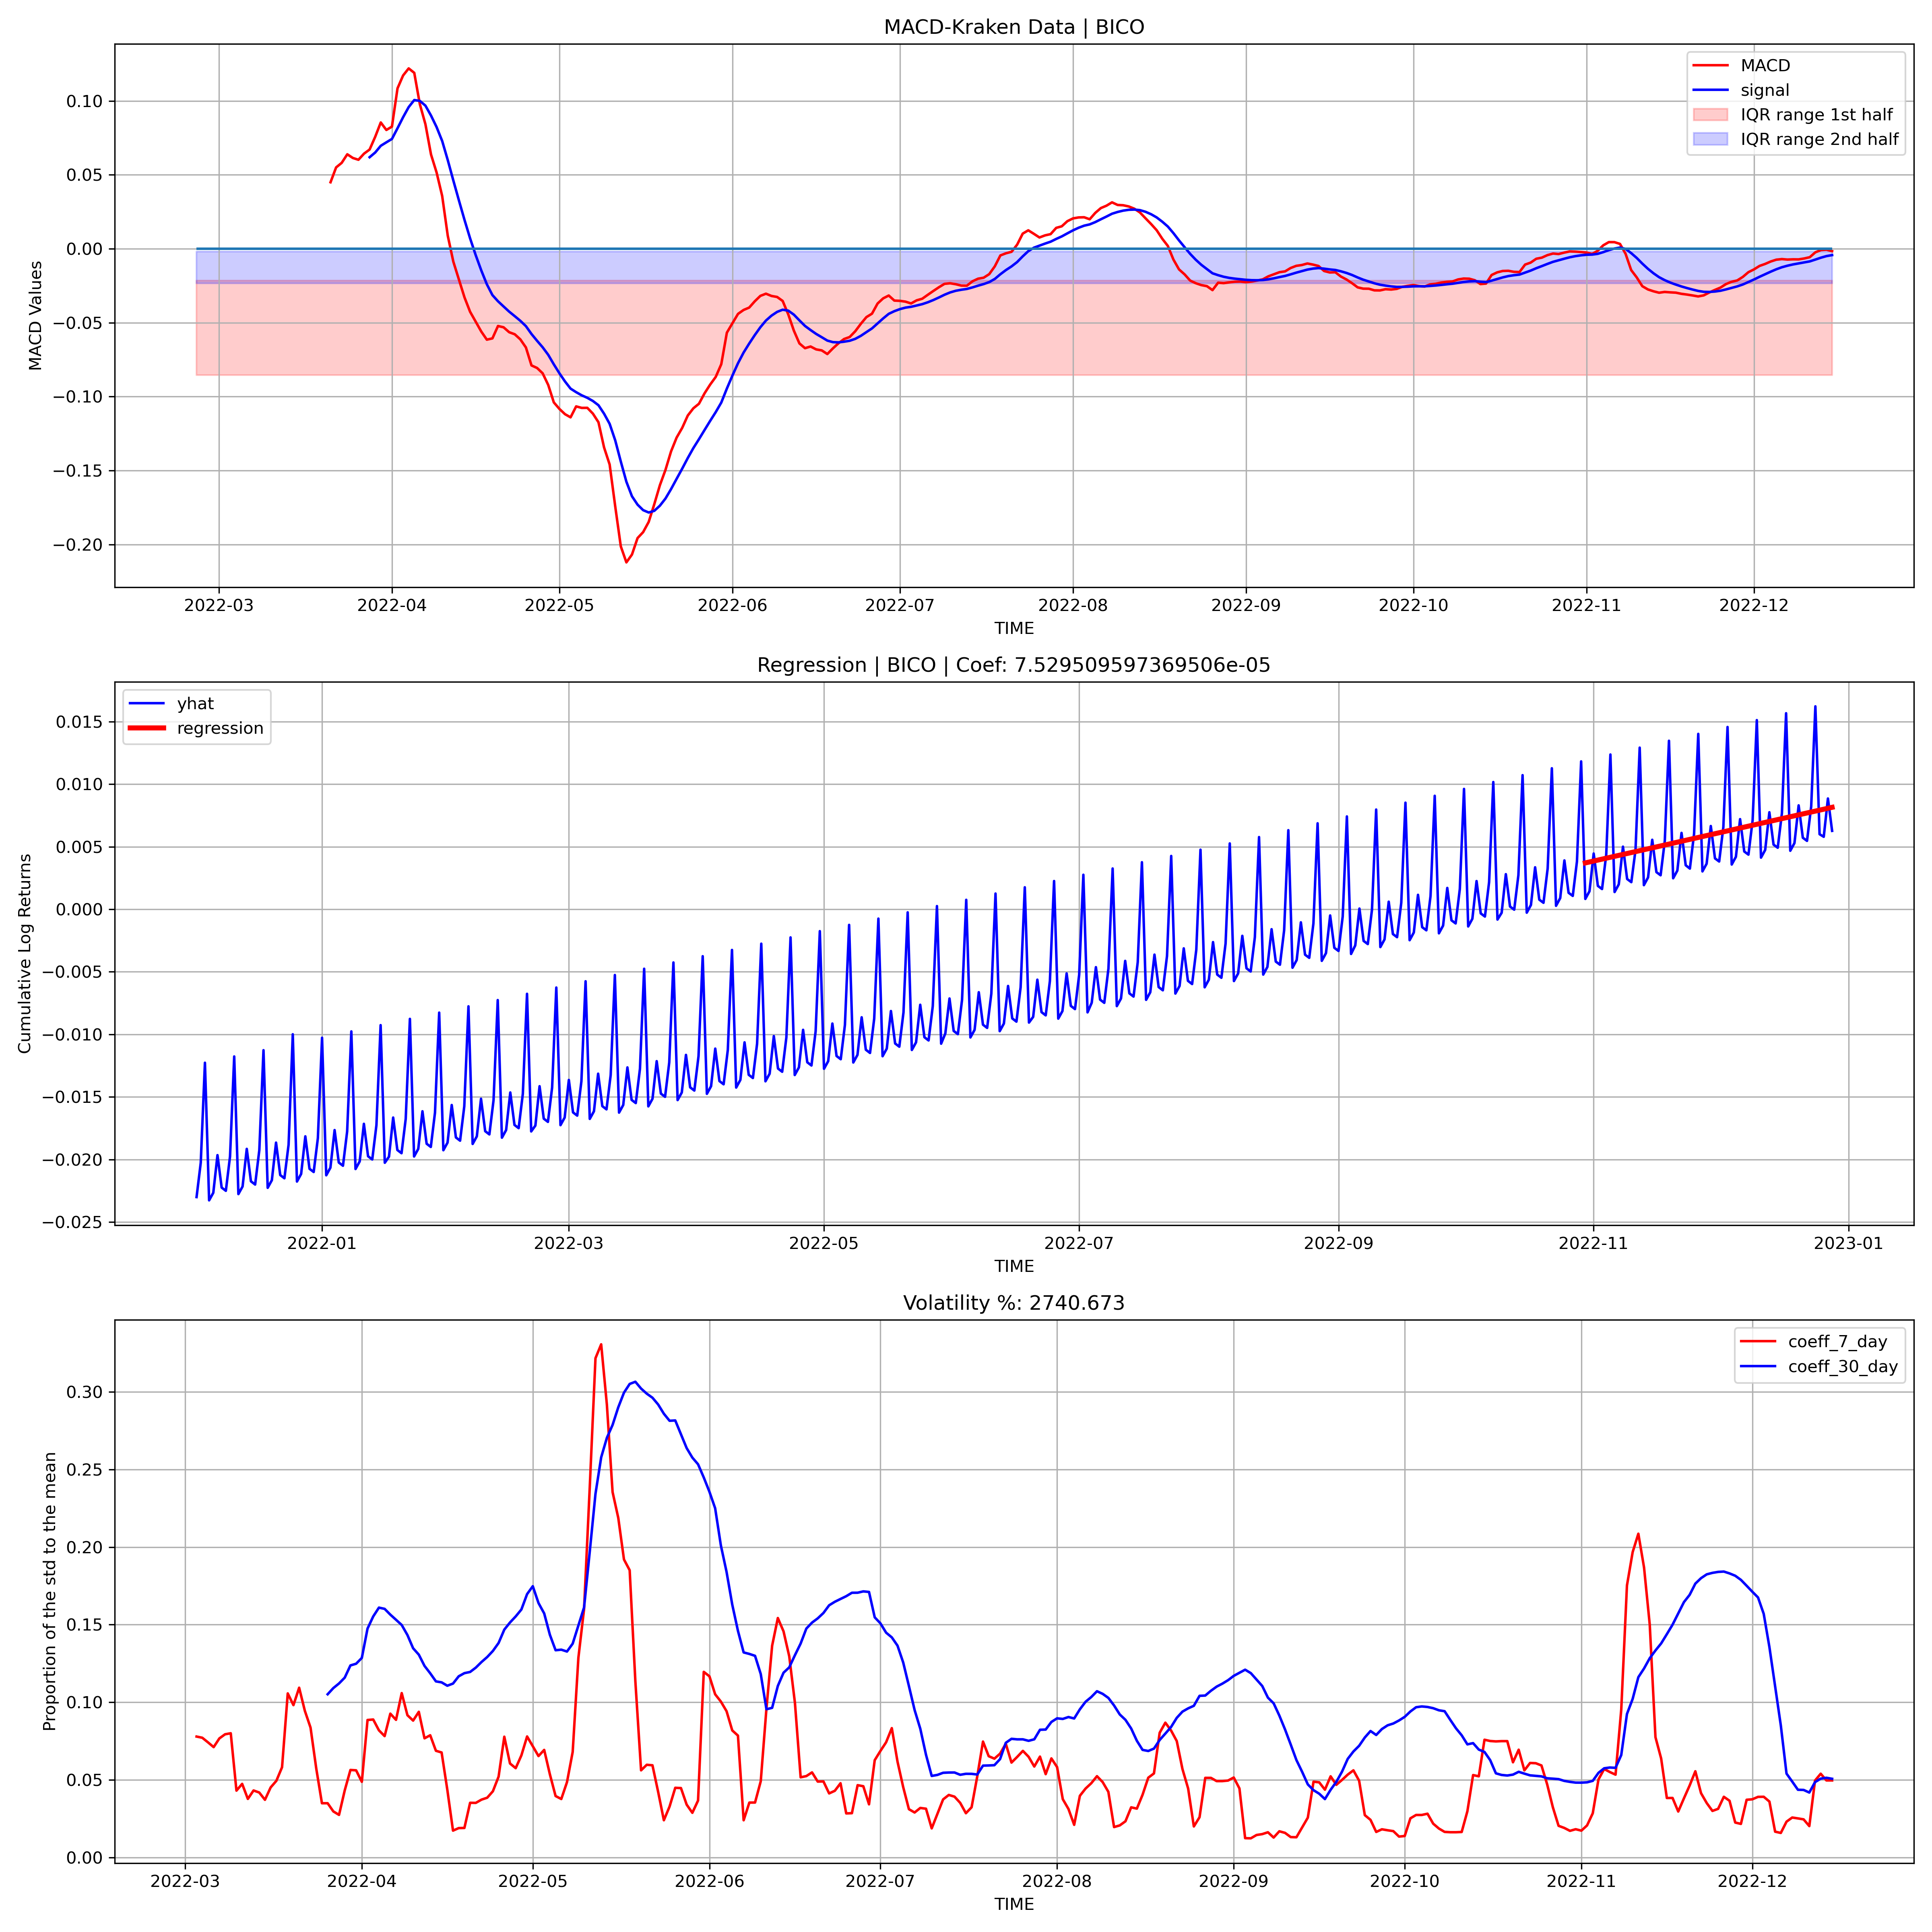 MACD-Kraken Data | BICO
MACD
signal
IQR range 1st half
IQR range 2nd half
MACD Values
0.10
0.05
0.00
−0.05
−0.10
−0.15
−0.20
2022-03 2022-04 2022-05 2022-06 2022-07 2022-08 2022-09 2022-10 2022-11 2022-12
TIME
Regression | BICO | Coef: 7.529509597369506e-05
yhat
regression
Cumulative Log Returns
0.015
0.010
0.005
0.000
−0.005
−0.010
−0.015
−0.020
−0.025
2022-01 2022-03 2022-05 2022-07 2022-09 2022-11 2023-01
TIME
Volatility %: 2740.673
coeff_7_day
coeff_30_day
Proportion of the std to the mean
0.30
0.25
0.20
0.15
0.10
0.05
0.00
2022-03 2022-04 2022-05 2022-06 2022-07 2022-08 2022-09 2022-10 2022-11 2022-12
TIME